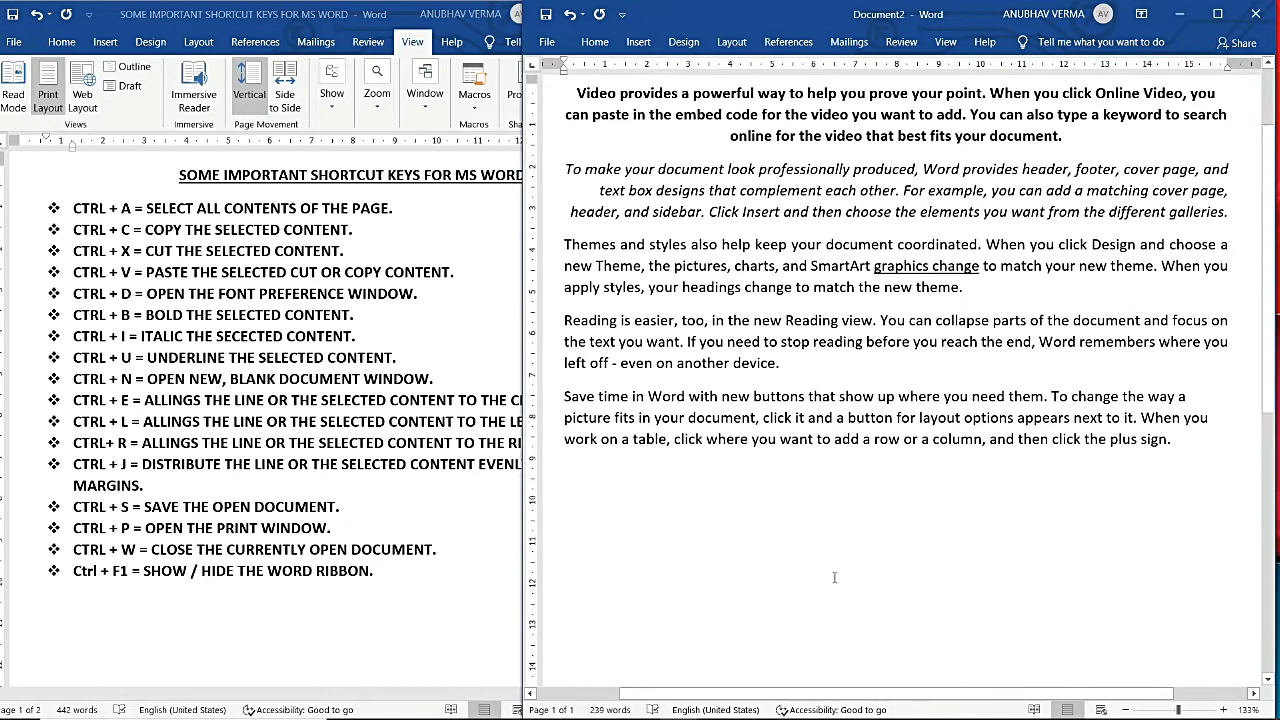 SOME IMPORTANT SHORTCUT KEYS FOR MS WORD - Word
ANUBHAV VERMA
File Home Insert Design Layout References Mailings Review View Help
Read Mode
Print Layout
Web Layout
Outline
Draft
Views
Immersive Reader
Immersive
Vertical
Side to Side
Page Movement
Show
Zoom
Window
Macros
Macros
SOME IMPORTANT SHORTCUT KEYS FOR MS WORD
❖ CTRL + A = SELECT ALL CONTENTS OF THE PAGE.
❖ CTRL + C = COPY THE SELECTED CONTENT.
❖ CTRL + X = CUT THE SELECTED CONTENT.
❖ CTRL + V = PASTE THE SELECTED CUT OR COPY CONTENT.
❖ CTRL + D = OPEN THE FONT PREFERENCE WINDOW.
❖ CTRL + B = BOLD THE SELECTED CONTENT.
❖ CTRL + I = ITALIC THE SECECTED CONTENT.
❖ CTRL + U = UNDERLINE THE SELECTED CONTENT.
❖ CTRL + N = OPEN NEW, BLANK DOCUMENT WINDOW.
❖ CTRL + E = ALLINGS THE LINE OR THE SELECTED CONTENT TO THE
❖ CTRL + L = ALLINGS THE LINE OR THE SELECTED CONTENT TO THE
❖ CTRL+ R = ALLINGS THE LINE OR THE SELECTED CONTENT TO THE
❖ CTRL + J = DISTRIBUTE THE LINE OR THE SELECTED CONTENT
MARGINS.
❖ CTRL + S = SAVE THE OPEN DOCUMENT.
❖ CTRL + P = OPEN THE PRINT WINDOW.
❖ CTRL + W = CLOSE THE CURRENTLY OPEN DOCUMENT.
❖ Ctrl + F1 = SHOW / HIDE THE WORD RIBBON.
Page 1 of 2 442 words English (United States) Accessibility: Good to go
Document2 - Word
ANUBHAV VERMA AV
File Home Insert Design Layout References Mailings Review View Help Tell me what you want to do Share
Video provides a powerful way to help you prove your point. When you click Online Video, you
can paste in the embed code for the video you want to add. You can also type a keyword to search
online for the video that best fits your document.
To make your document look professionally produced, Word provides header, footer, cover page, and
text box designs that complement each other. For example, you can add a matching cover page,
header, and sidebar. Click Insert and then choose the elements you want from the different galleries.
Themes and styles also help keep your document coordinated. When you click Design and choose a
new Theme, the pictures, charts, and SmartArt graphics change to match your new theme. When you
apply styles, your headings change to match the new theme.
Reading is easier, too, in the new Reading view. You can collapse parts of the document and focus on
the text you want. If you need to stop reading before you reach the end, Word remembers where you
left off - even on another device.
Save time in Word with new buttons that show up where you need them. To change the way a
picture fits in your document, click it and a button for layout options appears next to it. When you
work on a table, click where you want to add a row or a column, and then click the plus sign.
Page 1 of 1 239 words English (United States) Accessibility: Good to go 133%